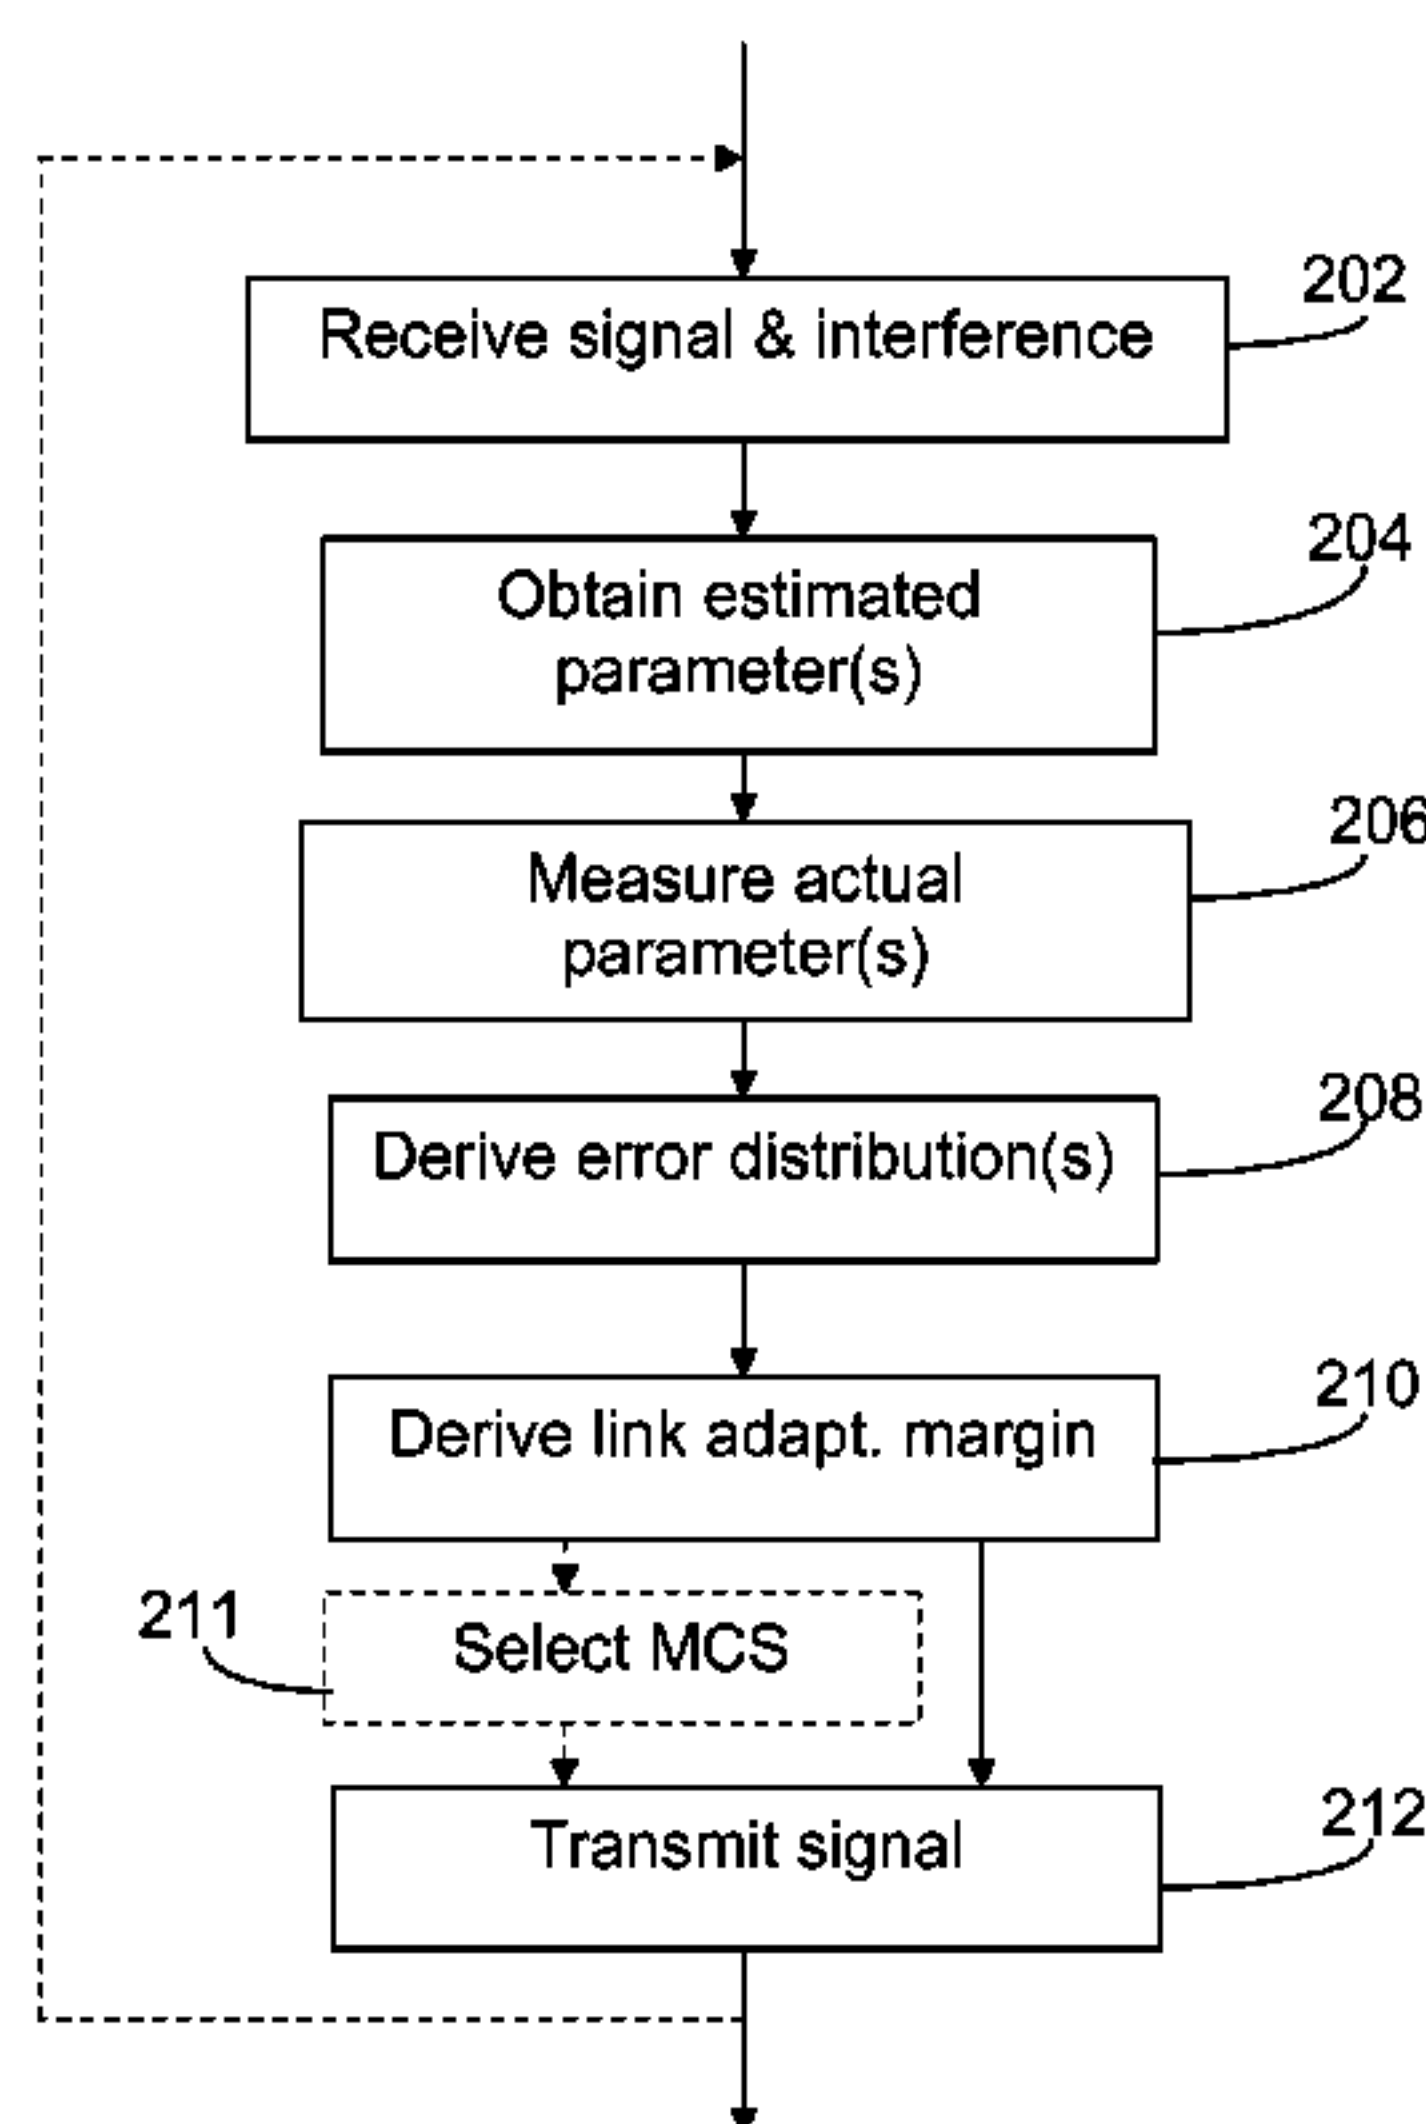 Receive signal & interference
202
Obtain estimated
parameter(s)
204
Measure actual
parameter(s)
206
Derive error distribution(s)
208
Derive link adapt. margin
210
211
Select MCS
Transmit signal
212